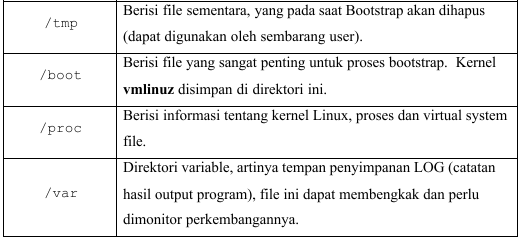 /tmp
Berisi file sementara, yang pada saat Bootstrap akan dihapus
(dapat digunakan oleh sembarang user).
/boot
Berisi file yang sangat penting untuk proses bootstrap.  Kernel
vmlinuz disimpan di direktori ini.
/proc
Berisi informasi tentang kernel Linux, proses dan virtual system
file.
/var
Direktori variable, artinya tempan penyimpanan LOG (catatan
hasil output program), file ini dapat membengkak dan perlu
dimonitor perkembangannya.